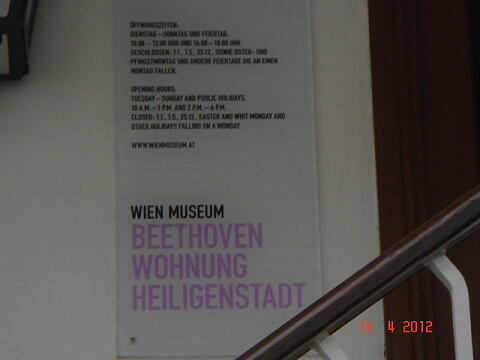 ÖFFNUNGSZEITEN:
DIENSTAG – SONNTAG UND FEIERTAG,
10.00 – 13.00 UHR UND 14.00 – 18.00 UHR
GESCHLOSSEN: 1.1., 1.5., 25.12., SOWIE OSTER- UND
PFINGSTMONTAG UND ANDERE FEIERTAGE DIE AN EINEN
MONTAG FALLEN.
OPENING HOURS:
TUESDAY – SUNDAY AND PUBLIC HOLIDAYS,
10 A.M. – 1 P.M. AND 2 P.M. – 6 P.M.
CLOSED: 1.1., 1.5., 25.12., EASTER AND WHIT MONDAY AND
OTHER HOLIDAYS FALLING ON A MONDAY.
WWW.WIENMUSEUM.AT
WIEN MUSEUM
BEETHOVEN
WOHNUNG
HEILIGENSTADT
4 2012